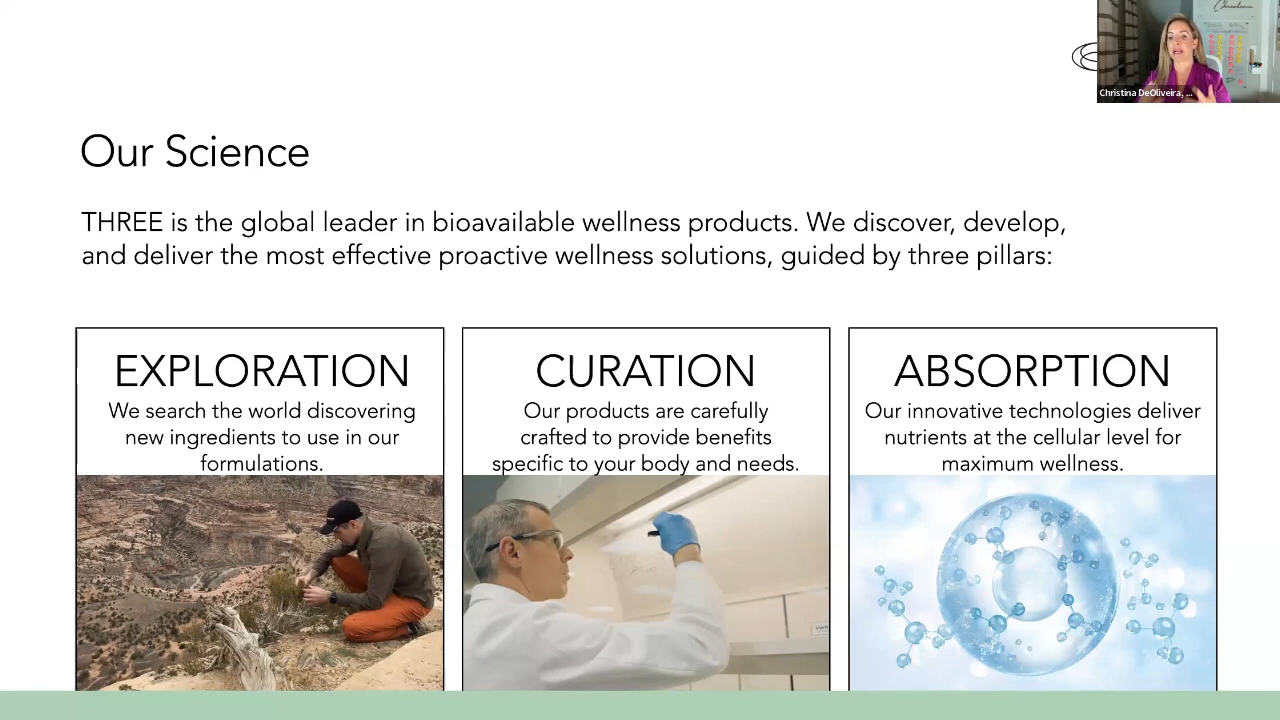 Christina DeOliveira, ...
Our Science
THREE is the global leader in bioavailable wellness products. We discover, develop,
and deliver the most effective proactive wellness solutions, guided by three pillars:
EXPLORATION
We search the world discovering
new ingredients to use in our
formulations.
CURATION
Our products are carefully
crafted to provide benefits
specific to your body and needs.
ABSORPTION
Our innovative technologies deliver
nutrients at the cellular level for
maximum wellness.